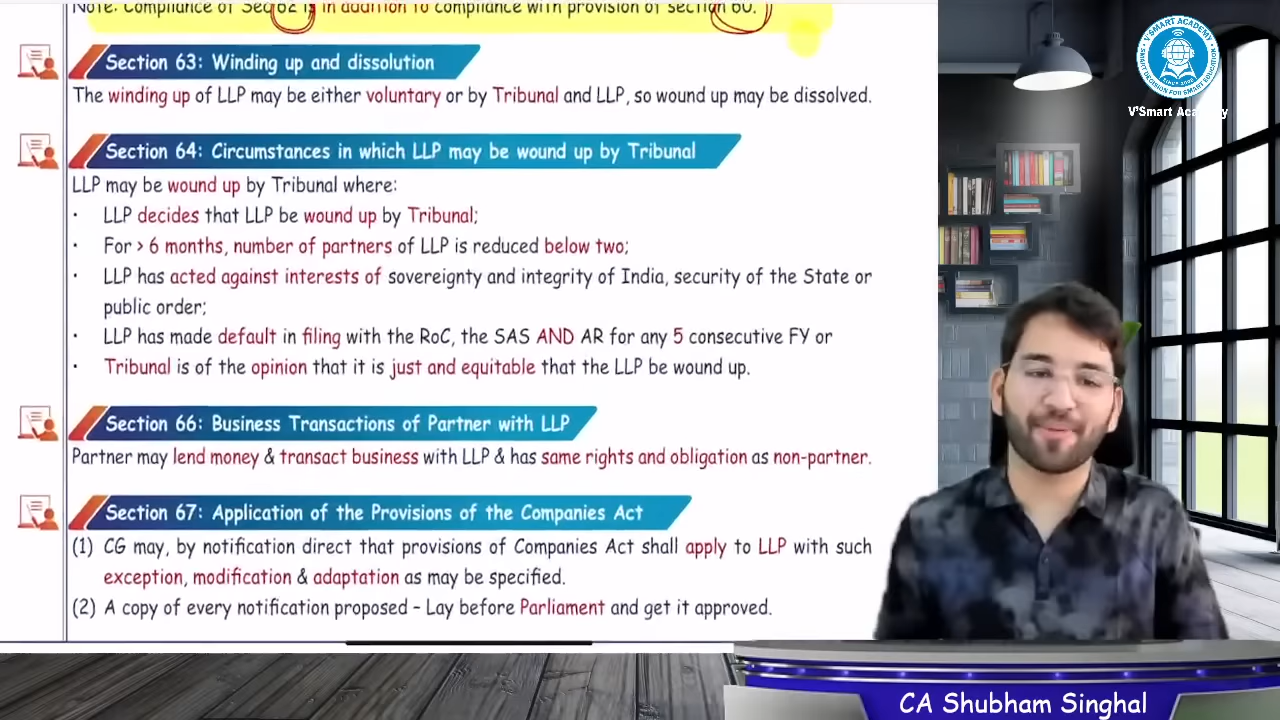 Note: Compliance of Sec 62 is in addition to compliance with provision of section 60.
Section 63: Winding up and dissolution
The winding up of LLP may be either voluntary or by Tribunal and LLP, so wound up may be dissolved.
Section 64: Circumstances in which LLP may be wound up by Tribunal
LLP may be wound up by Tribunal where:
· LLP decides that LLP be wound up by Tribunal;
· For > 6 months, number of partners of LLP is reduced below two;
· LLP has acted against interests of sovereignty and integrity of India, security of the State or
public order;
· LLP has made default in filing with the RoC, the SAS AND AR for any 5 consecutive FY or
· Tribunal is of the opinion that it is just and equitable that the LLP be wound up.
Section 66: Business Transactions of Partner with LLP
Partner may lend money & transact business with LLP & has same rights and obligation as non-partner.
Section 67: Application of the Provisions of the Companies Act
(1) CG may, by notification direct that provisions of Companies Act shall apply to LLP with such
exception, modification & adaptation as may be specified.
(2) A copy of every notification proposed – Lay before Parliament and get it approved.
V'SMART ACADEMY
SMART DECISION FOR SMART EDUCATION
V'Smart Academy
CA Shubham Singhal